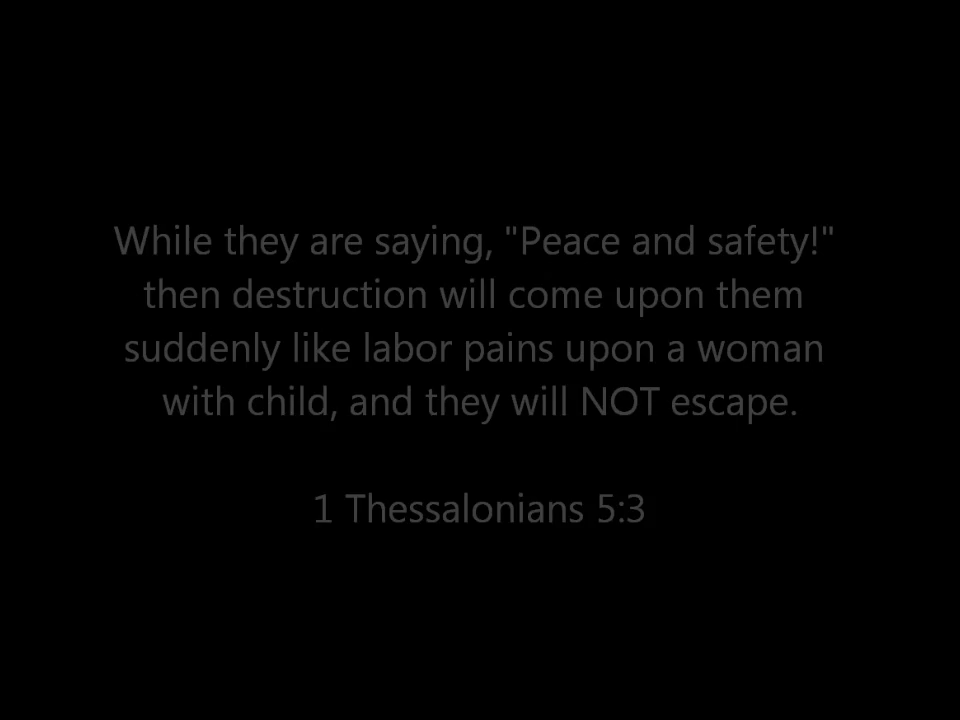 While they are saying, "Peace and safety!"
then destruction will come upon them
suddenly like labor pains upon a woman
with child, and they will NOT escape.
1 Thessalonians 5:3